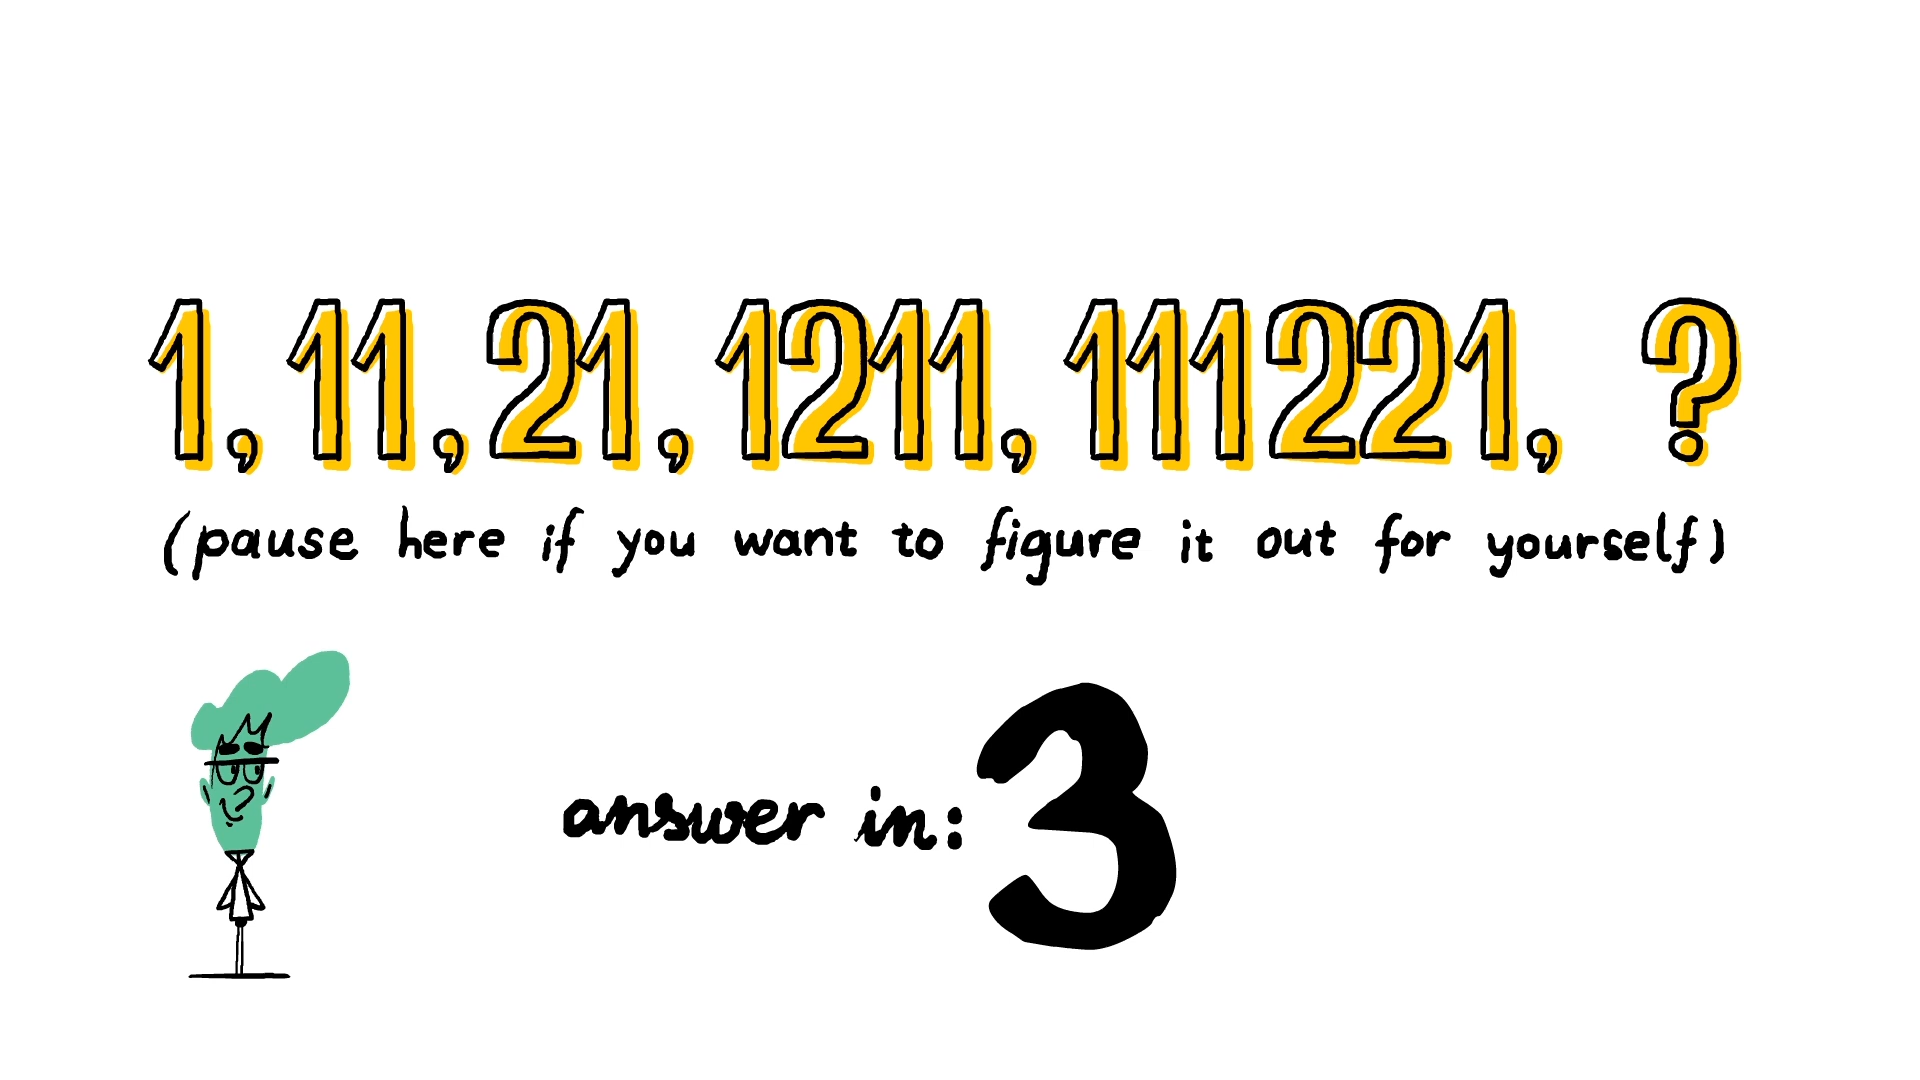 1, 11, 21, 1211, 111221, ?
(pause here if you want to figure it out for yourself)
answer in: 3